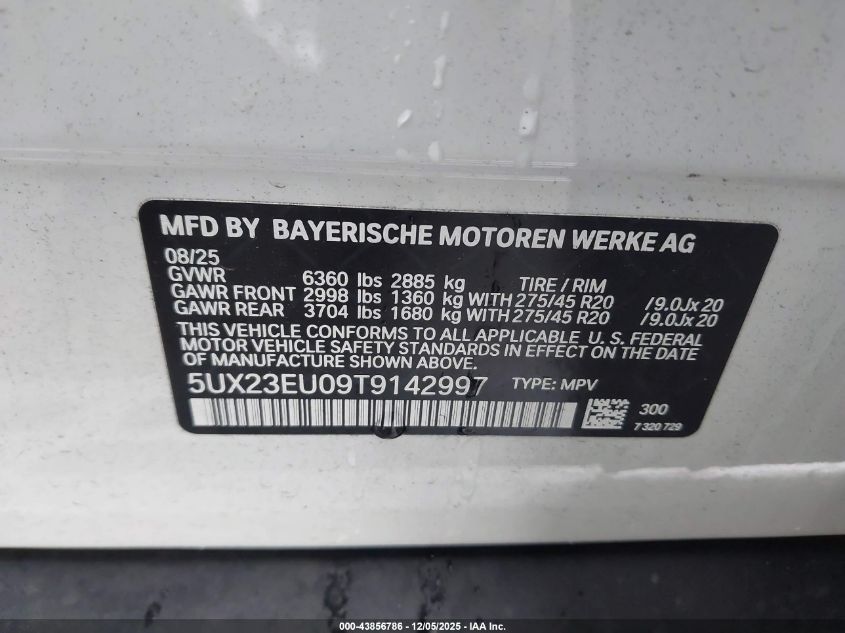 MFD BY BAYERISCHE MOTOREN WERKE AG
08/25
GVWR 6360 lbs 2885 kg TIRE / RIM
GAWR FRONT 2998 lbs 1360 kg WITH 275/45 R20 /9.0Jx20
GAWR REAR 3704 lbs 1680 kg WITH 275/45 R20 /9.0Jx20
THIS VEHICLE CONFORMS TO ALL APPLICABLE U. S. FEDERAL
MOTOR VEHICLE SAFETY STANDARDS IN EFFECT ON THE DATE
OF MANUFACTURE SHOWN ABOVE.
5UX23EU09T9142997 TYPE: MPV
300
7 320 729
000-43856786 - 12/05/2025 - IAA Inc.